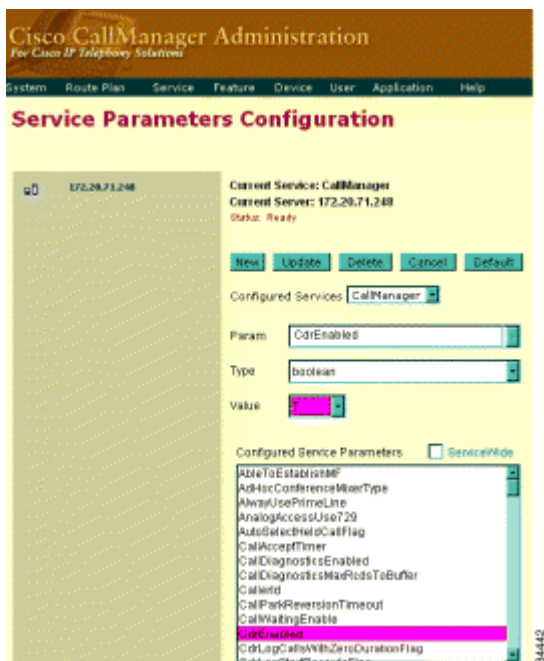 Cisco CallManager Administration
For Cisco IP Telephony Solutions
System Route Plan Service Feature Device User Application Help
Service Parameters Configuration
172.20.71.248
Current Service: CallManager
Current Server: 172.20.71.248
Status: Ready
New Update Delete Cancel Default
Configured Services CallManager
Param CdrEnabled
Type boolean
Value T
Configured Service Parameters ServiceWide
AbleToEstablishMF
AdHocConferenceMixerType
AlwayUsePrimeLine
AnalogAccessUse729
AutoSelectHeldCallFlag
CallAcceptTimer
CallDiagnosticsEnabled
CallDiagnosticsMaxRcdsToBuffer
CallerId
CallParkReversionTimeout
CallWaitingEnable
CdrEnabled
CdrLogCallsWithZeroDurationFlag
34442